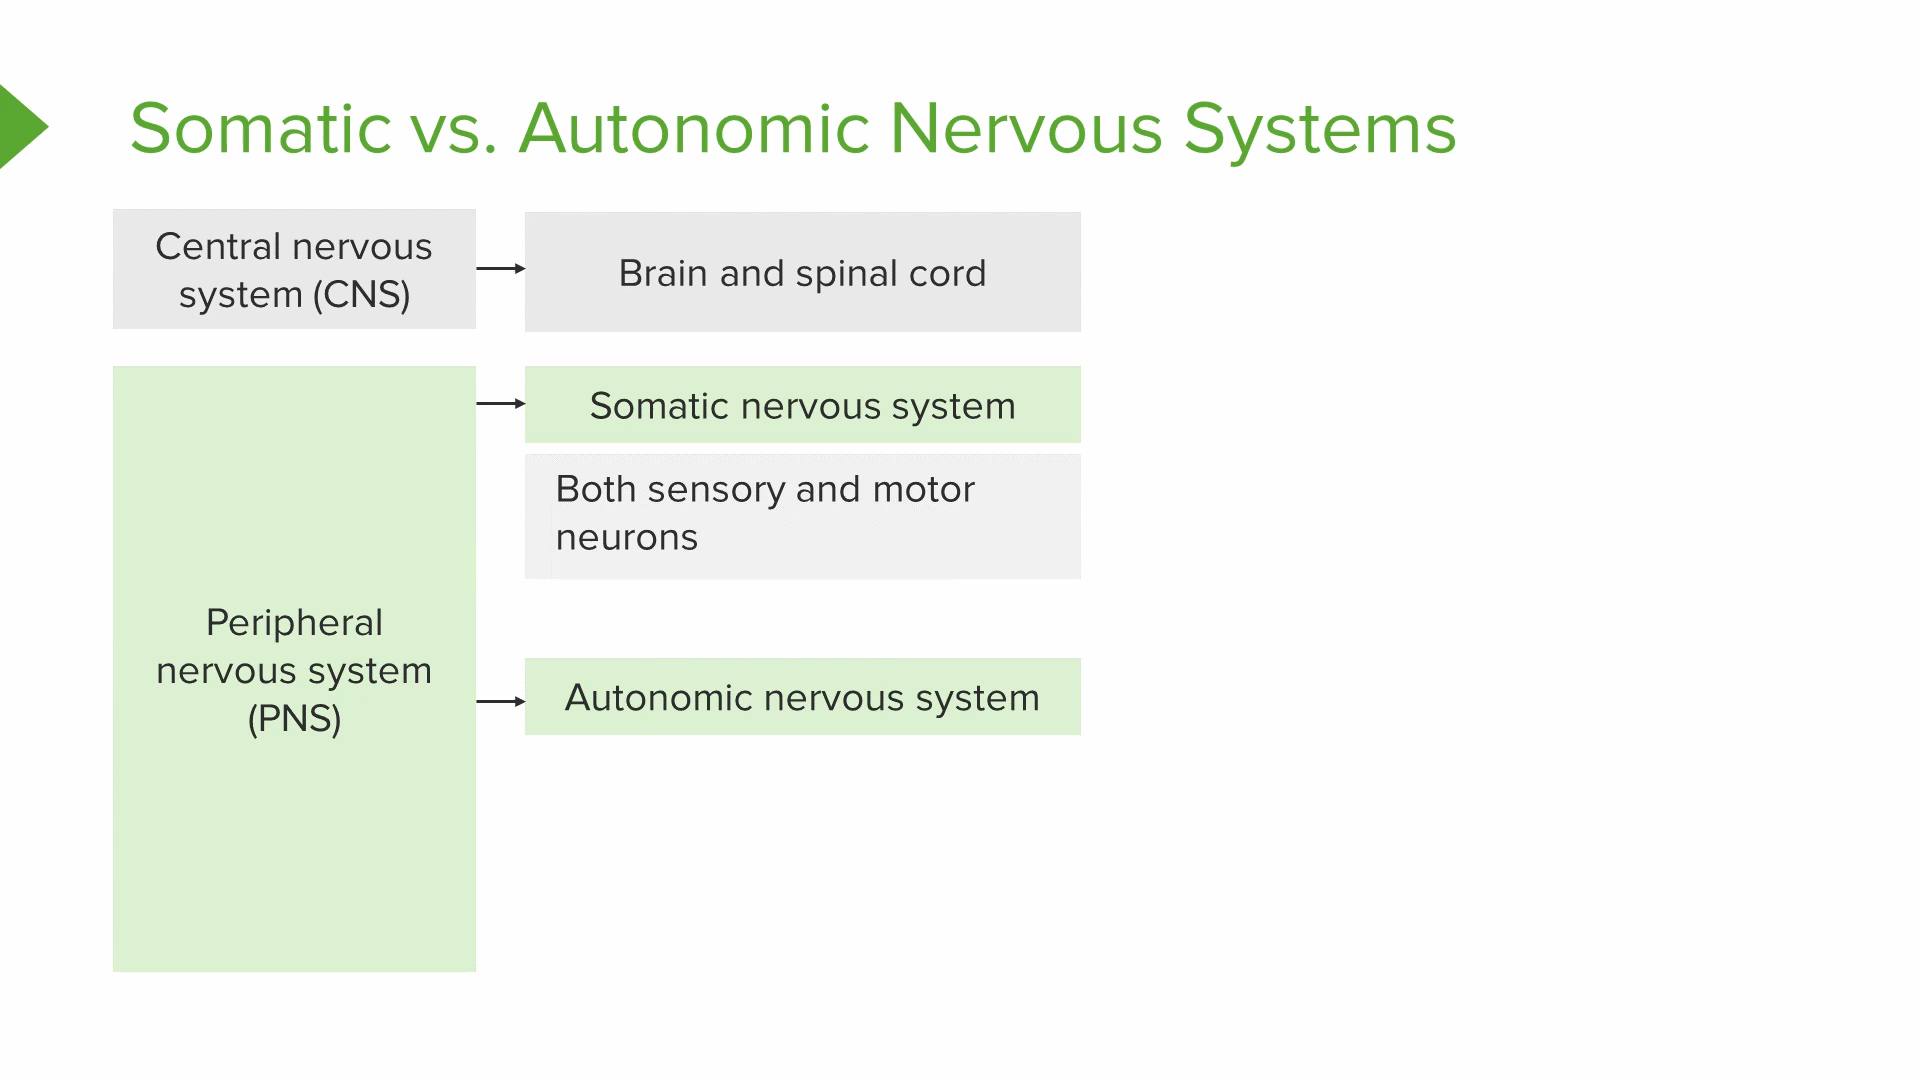 Somatic vs. Autonomic Nervous Systems
Central nervous
system (CNS)
Brain and spinal cord
Peripheral
nervous system
(PNS)
Somatic nervous system
Both sensory and motor
neurons
Autonomic nervous system